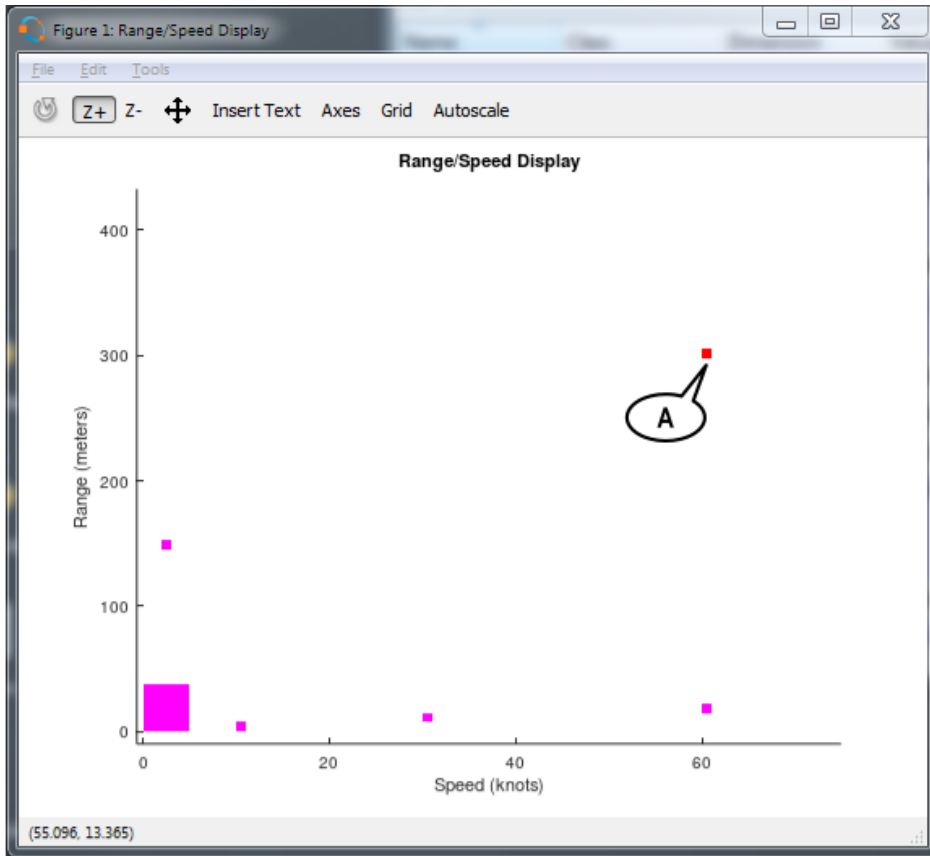 Figure 1: Range/Speed Display
File Edit Tools
Z+ Z- Insert Text Axes Grid Autoscale
Range/Speed Display
400
300
A
Range (meters)
200
100
0
0 20 40 60
Speed (knots)
(55.096, 13.365)